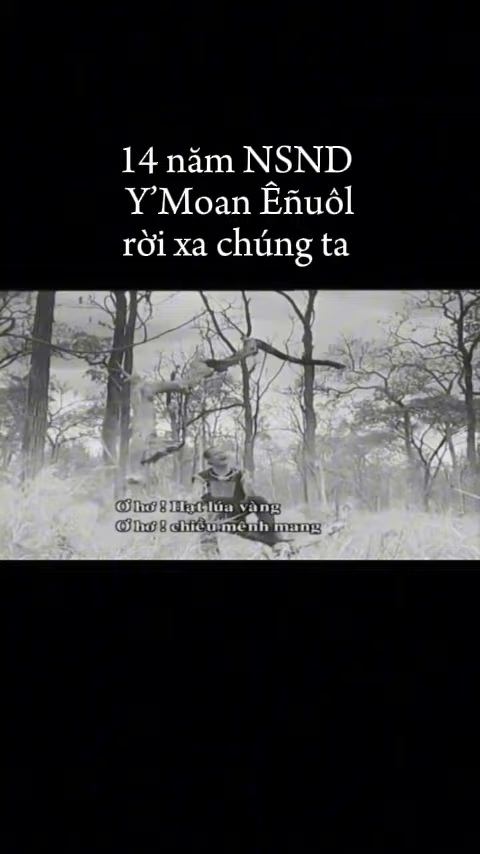 14 năm NSND
Y'Moan Êñuôl
rời xa chúng ta
Ơ hơ ! Hạt lúa vàng
Ơ hơ ! chiều mênh mang